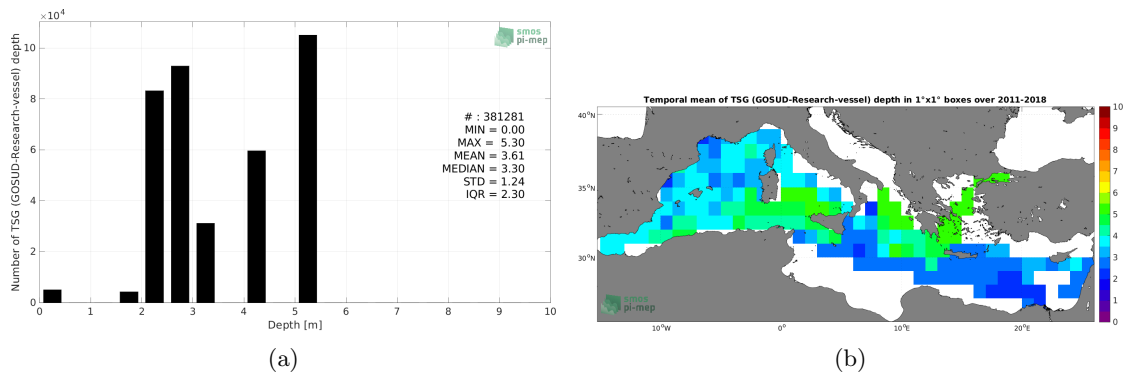 ×10⁴
10
8
6
4
2
0
Number of TSG (GOSUD-Research-vessel) depth
smos
pi-mep
# : 381281
MIN = 0.00
MAX = 5.30
MEAN = 3.61
MEDIAN = 3.30
STD = 1.24
IQR = 2.30
0 1 2 3 4 5 6 7 8 9 10
Depth [m]
(a)
Temporal mean of TSG (GOSUD-Research-vessel) depth in 1°x1° boxes over 2011-2018
40°N
35°N
30°N
10°W 0° 10°E 20°E
smos
pi-mep
10
9
8
7
6
5
4
3
2
1
0
(b)